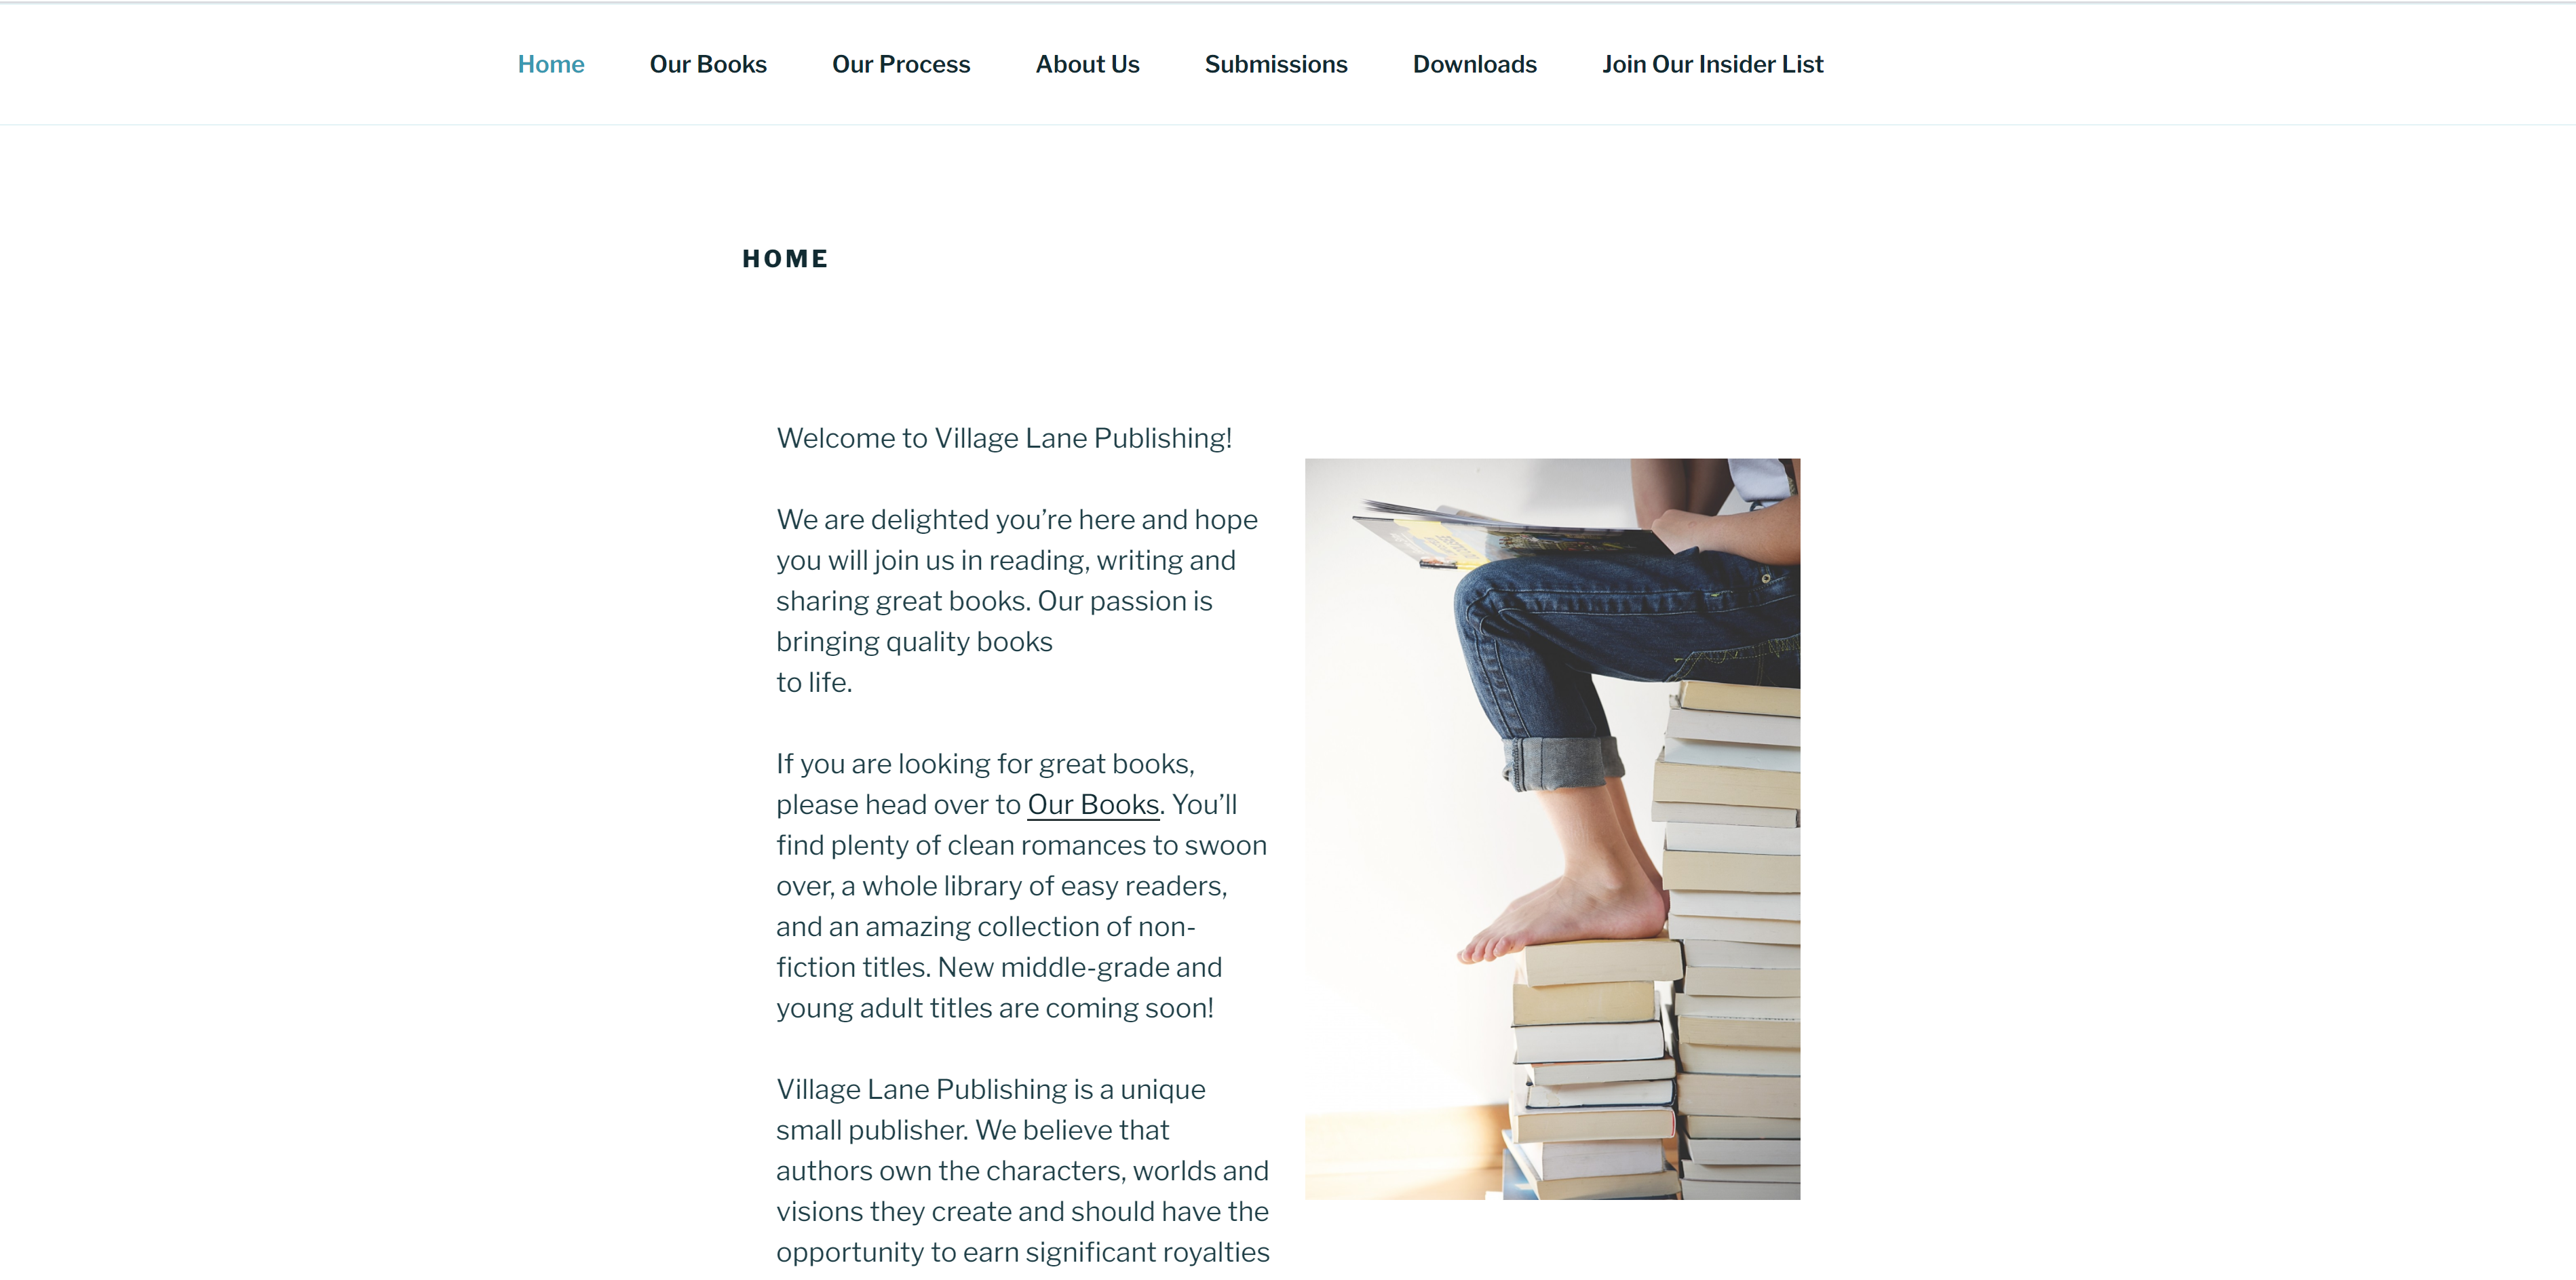 Home Our Books Our Process About Us Submissions Downloads Join Our Insider List
HOME
Welcome to Village Lane Publishing!
We are delighted you’re here and hope
you will join us in reading, writing and
sharing great books. Our passion is
bringing quality books
to life.
If you are looking for great books,
please head over to Our Books. You’ll
find plenty of clean romances to swoon
over, a whole library of easy readers,
and an amazing collection of non-
fiction titles. New middle-grade and
young adult titles are coming soon!
Village Lane Publishing is a unique
small publisher. We believe that
authors own the characters, worlds and
visions they create and should have the
opportunity to earn significant royalties